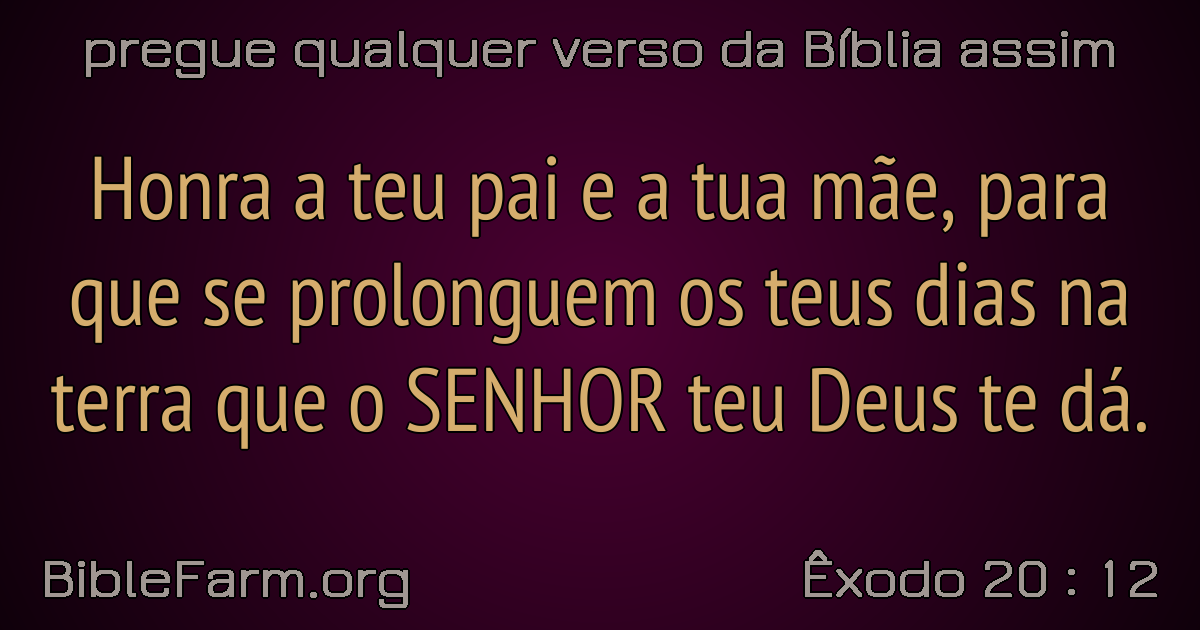 pregue qualquer verso da Bíblia assim
Honra a teu pai e a tua mãe, para
que se prolonguem os teus dias na
terra que o SENHOR teu Deus te dá.
BibleFarm.org
Êxodo 20 : 12